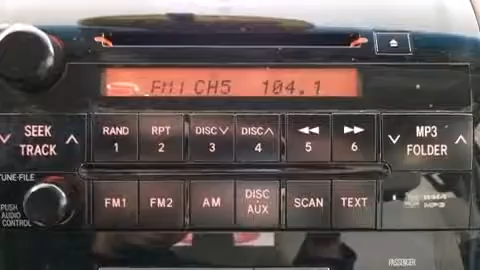 FM1 CH5 104.1
SEEK
TRACK
RAND
1
RPT
2
DISC
3
DISC
4
5
6
MP3
FOLDER
TUNE·FILE
PUSH
AUDIO
CONTROL
FM1
FM2
AM
DISC
AUX
SCAN
TEXT
PASSENGER